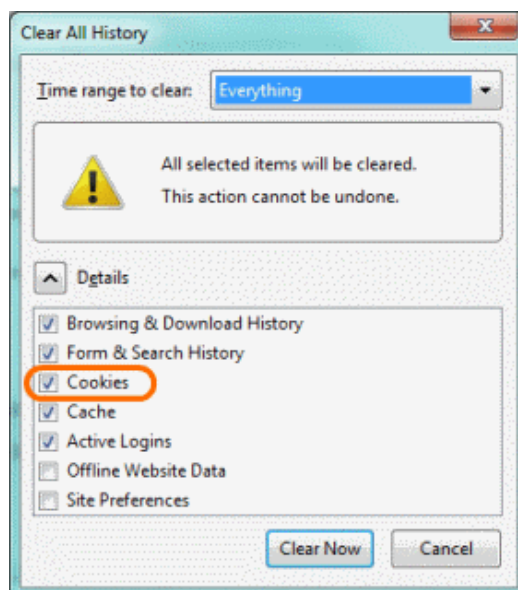 Clear All History
Time range to clear: Everything
All selected items will be cleared.
This action cannot be undone.
Details
Browsing & Download History
Form & Search History
Cookies
Cache
Active Logins
Offline Website Data
Site Preferences
Clear Now Cancel